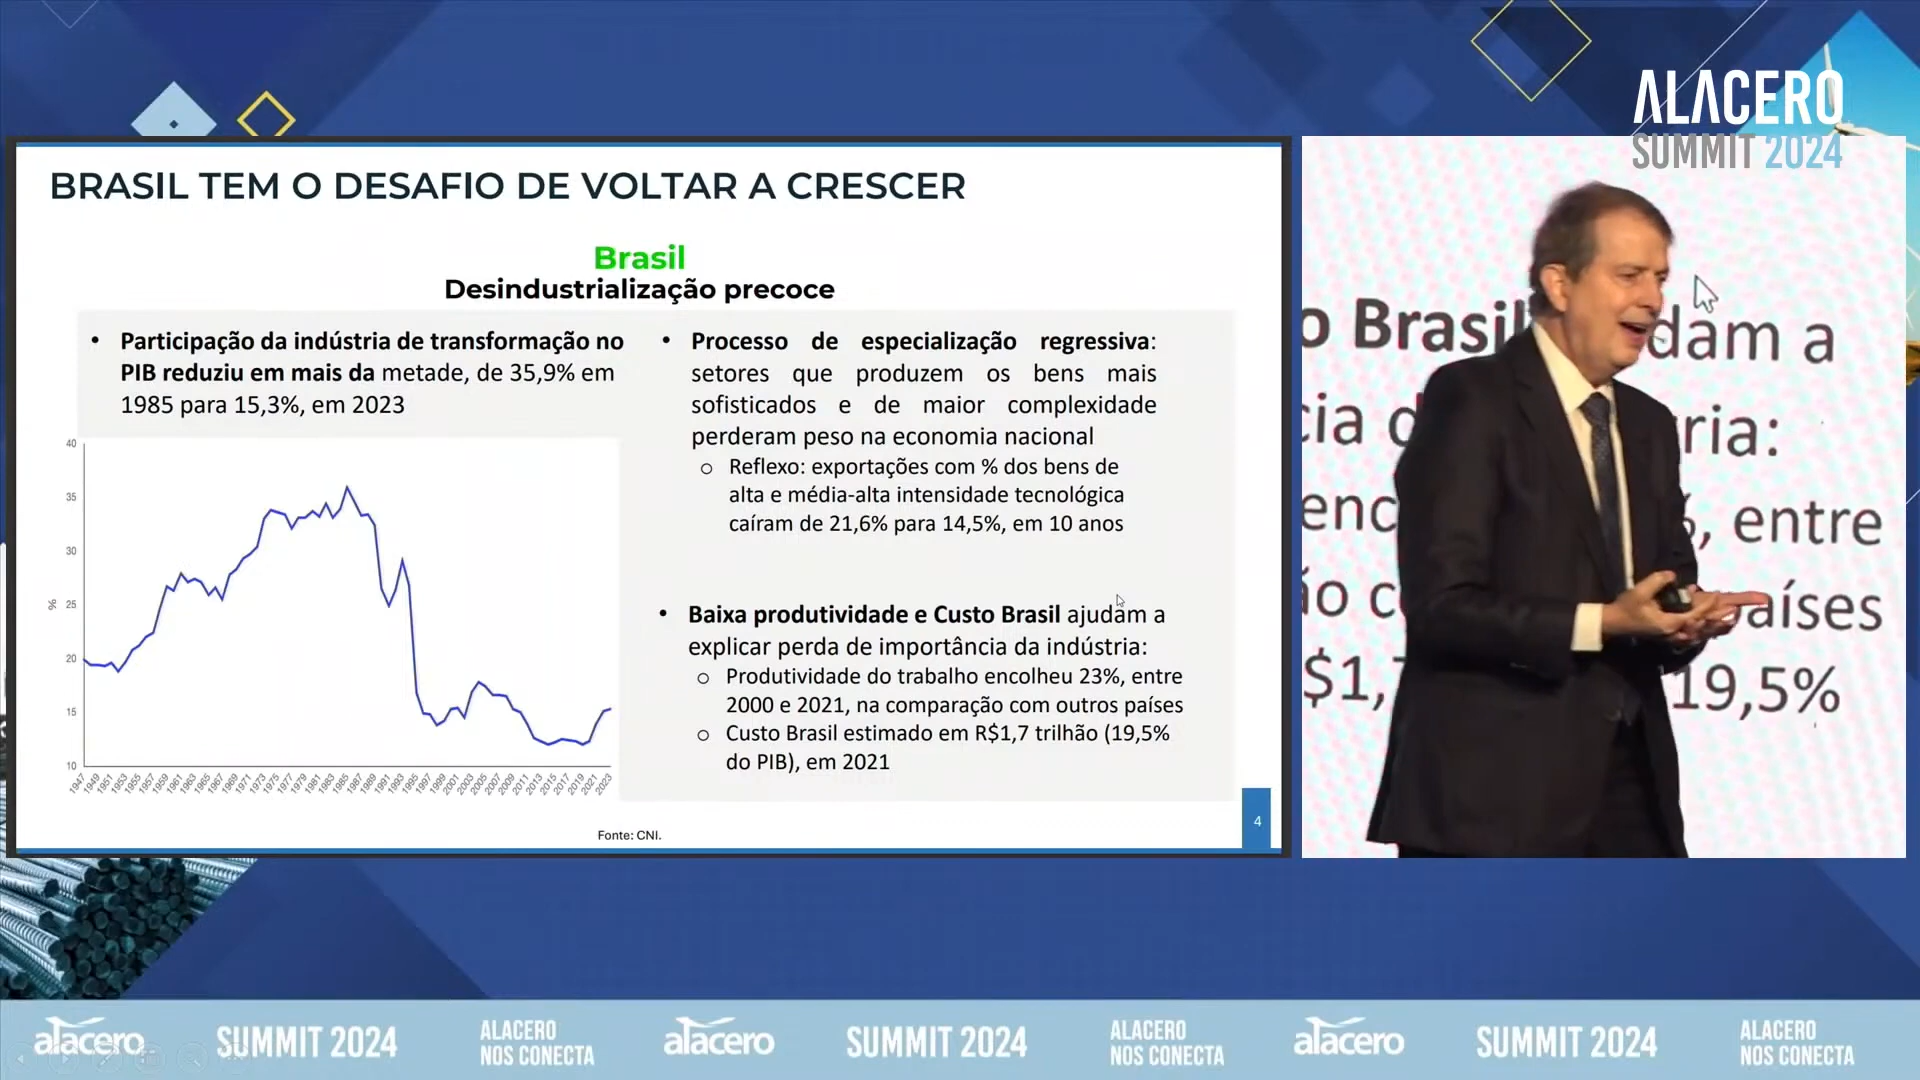 ALACERO
SUMMIT 2024
BRASIL TEM O DESAFIO DE VOLTAR A CRESCER
Brasil
Desindustrialização precoce
• Participação da indústria de transformação no
PIB reduziu em mais da metade, de 35,9% em
1985 para 15,3%, em 2023
40
35
30
25
20
15
10
%
1947 1949 1951 1953 1955 1957 1959 1961 1963 1965 1967 1969 1971 1973 1975 1977 1979 1981 1983 1985 1987 1989 1991 1993 1995 1997 1999 2001 2003 2005 2007 2009 2011 2013 2015 2017 2019 2021 2023
• Processo de especialização regressiva:
setores que produzem os bens mais
sofisticados e de maior complexidade
perderam peso na economia nacional
o Reflexo: exportações com % dos bens de
alta e média-alta intensidade tecnológica
caíram de 21,6% para 14,5%, em 10 anos
• Baixa produtividade e Custo Brasil ajudam a
explicar perda de importância da indústria:
o Produtividade do trabalho encolheu 23%, entre
2000 e 2021, na comparação com outros países
o Custo Brasil estimado em R$1,7 trilhão (19,5%
do PIB), em 2021
Fonte: CNI.
4
o Brasil dam a
cia d ria:
enc , entre
ão c países
$1,7 19,5%
alacero SUMMIT 2024 ALACERO NOS CONECTA alacero SUMMIT 2024 ALACERO NOS CONECTA alacero SUMMIT 2024 ALACERO NOS CONECTA